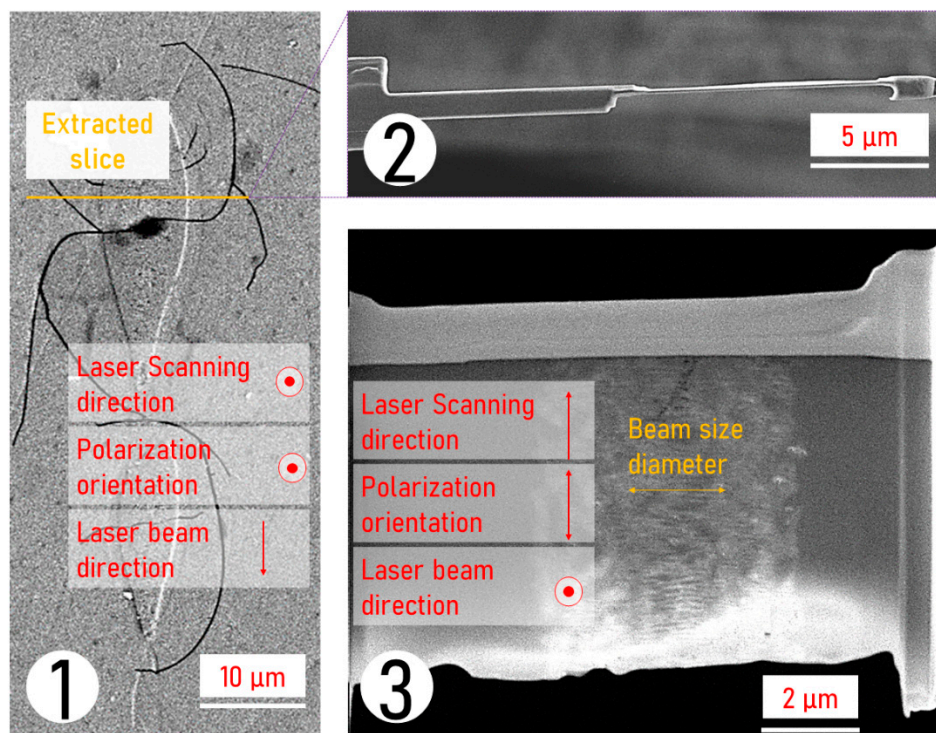 Extracted
slice
Laser Scanning
direction
Polarization
orientation
Laser beam
direction
1
10 µm
2
5 µm
Laser Scanning
direction
Polarization
orientation
Laser beam
direction
Beam size
diameter
3
2 µm